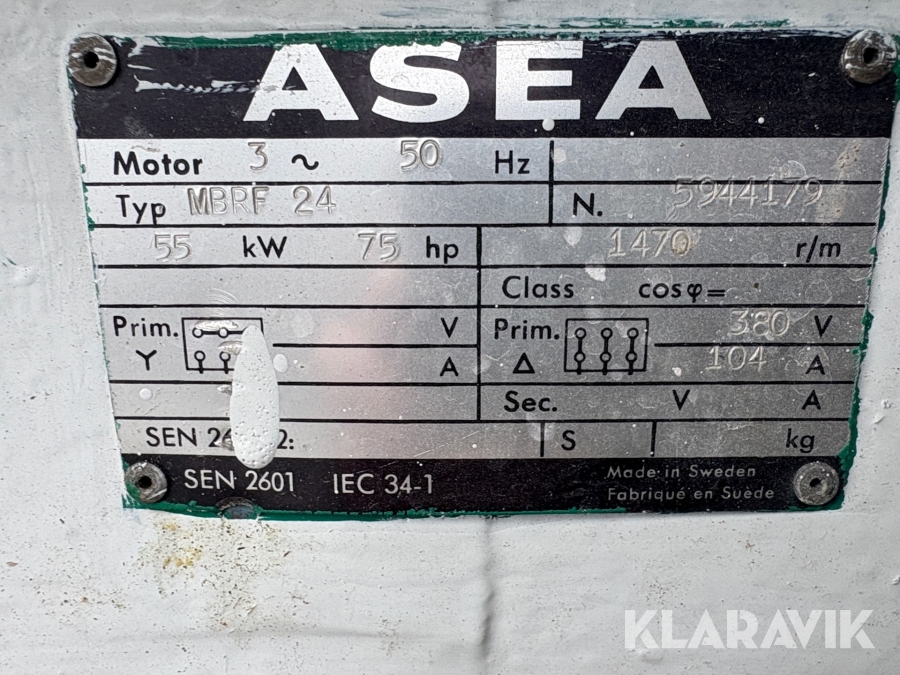 ASEA
Motor 3 ~ 50 Hz
Typ MBRF 24 N. 5944179
55 kW 75 hp 1470 r/m
Class cosφ=
Prim. V Prim. 380 V
Y A Δ 104 A
Sec. V A
SEN S kg
SEN 2601 IEC 34-1
Made in Sweden
Fabriqué en Suède
KLARAVIK